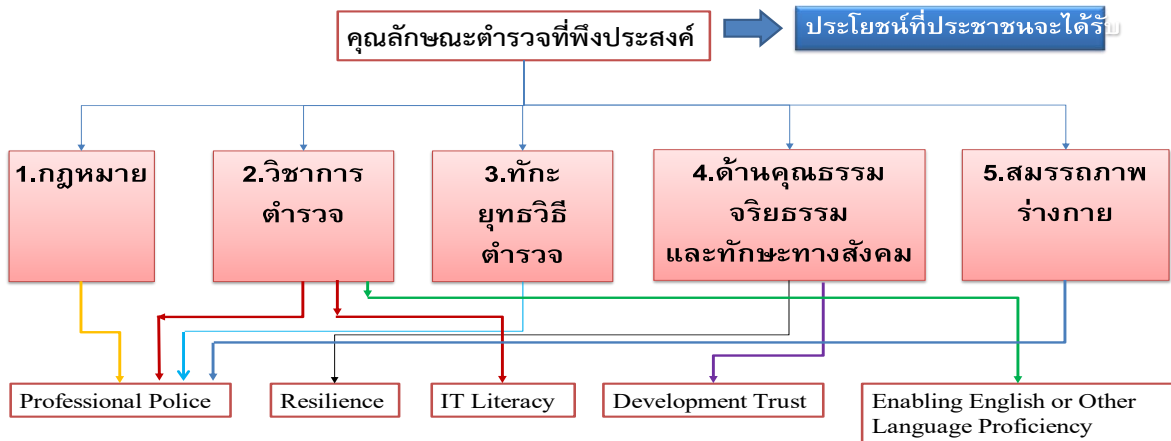 คุณลักษณะตำรวจที่พึงประสงค์
ประโยชน์ที่ประชาชนจะได้รับ
1.กฎหมาย
2.วิชาการ
ตำรวจ
3.ทักะ
ยุทธวิธี
ตำรวจ
4.ด้านคุณธรรม
จริยธรรม
และทักษะทางสังคม
5.สมรรถภาพ
ร่างกาย
Professional Police
Resilience
IT Literacy
Development Trust
Enabling English or Other
Language Proficiency